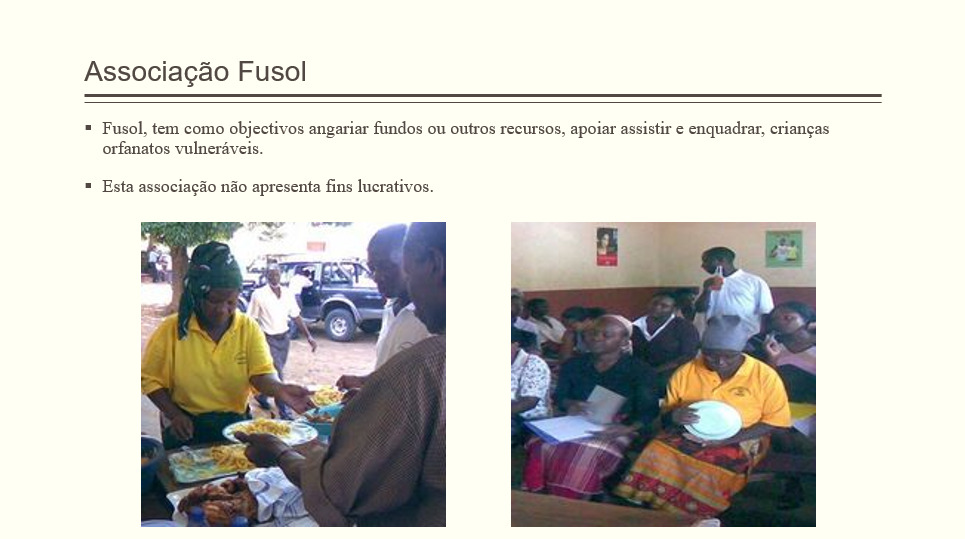 Associação Fusol
Fusol, tem como objectivos angariar fundos ou outros recursos, apoiar assistir e enquadrar, crianças
orfanatos vulneráveis.
Esta associação não apresenta fins lucrativos.